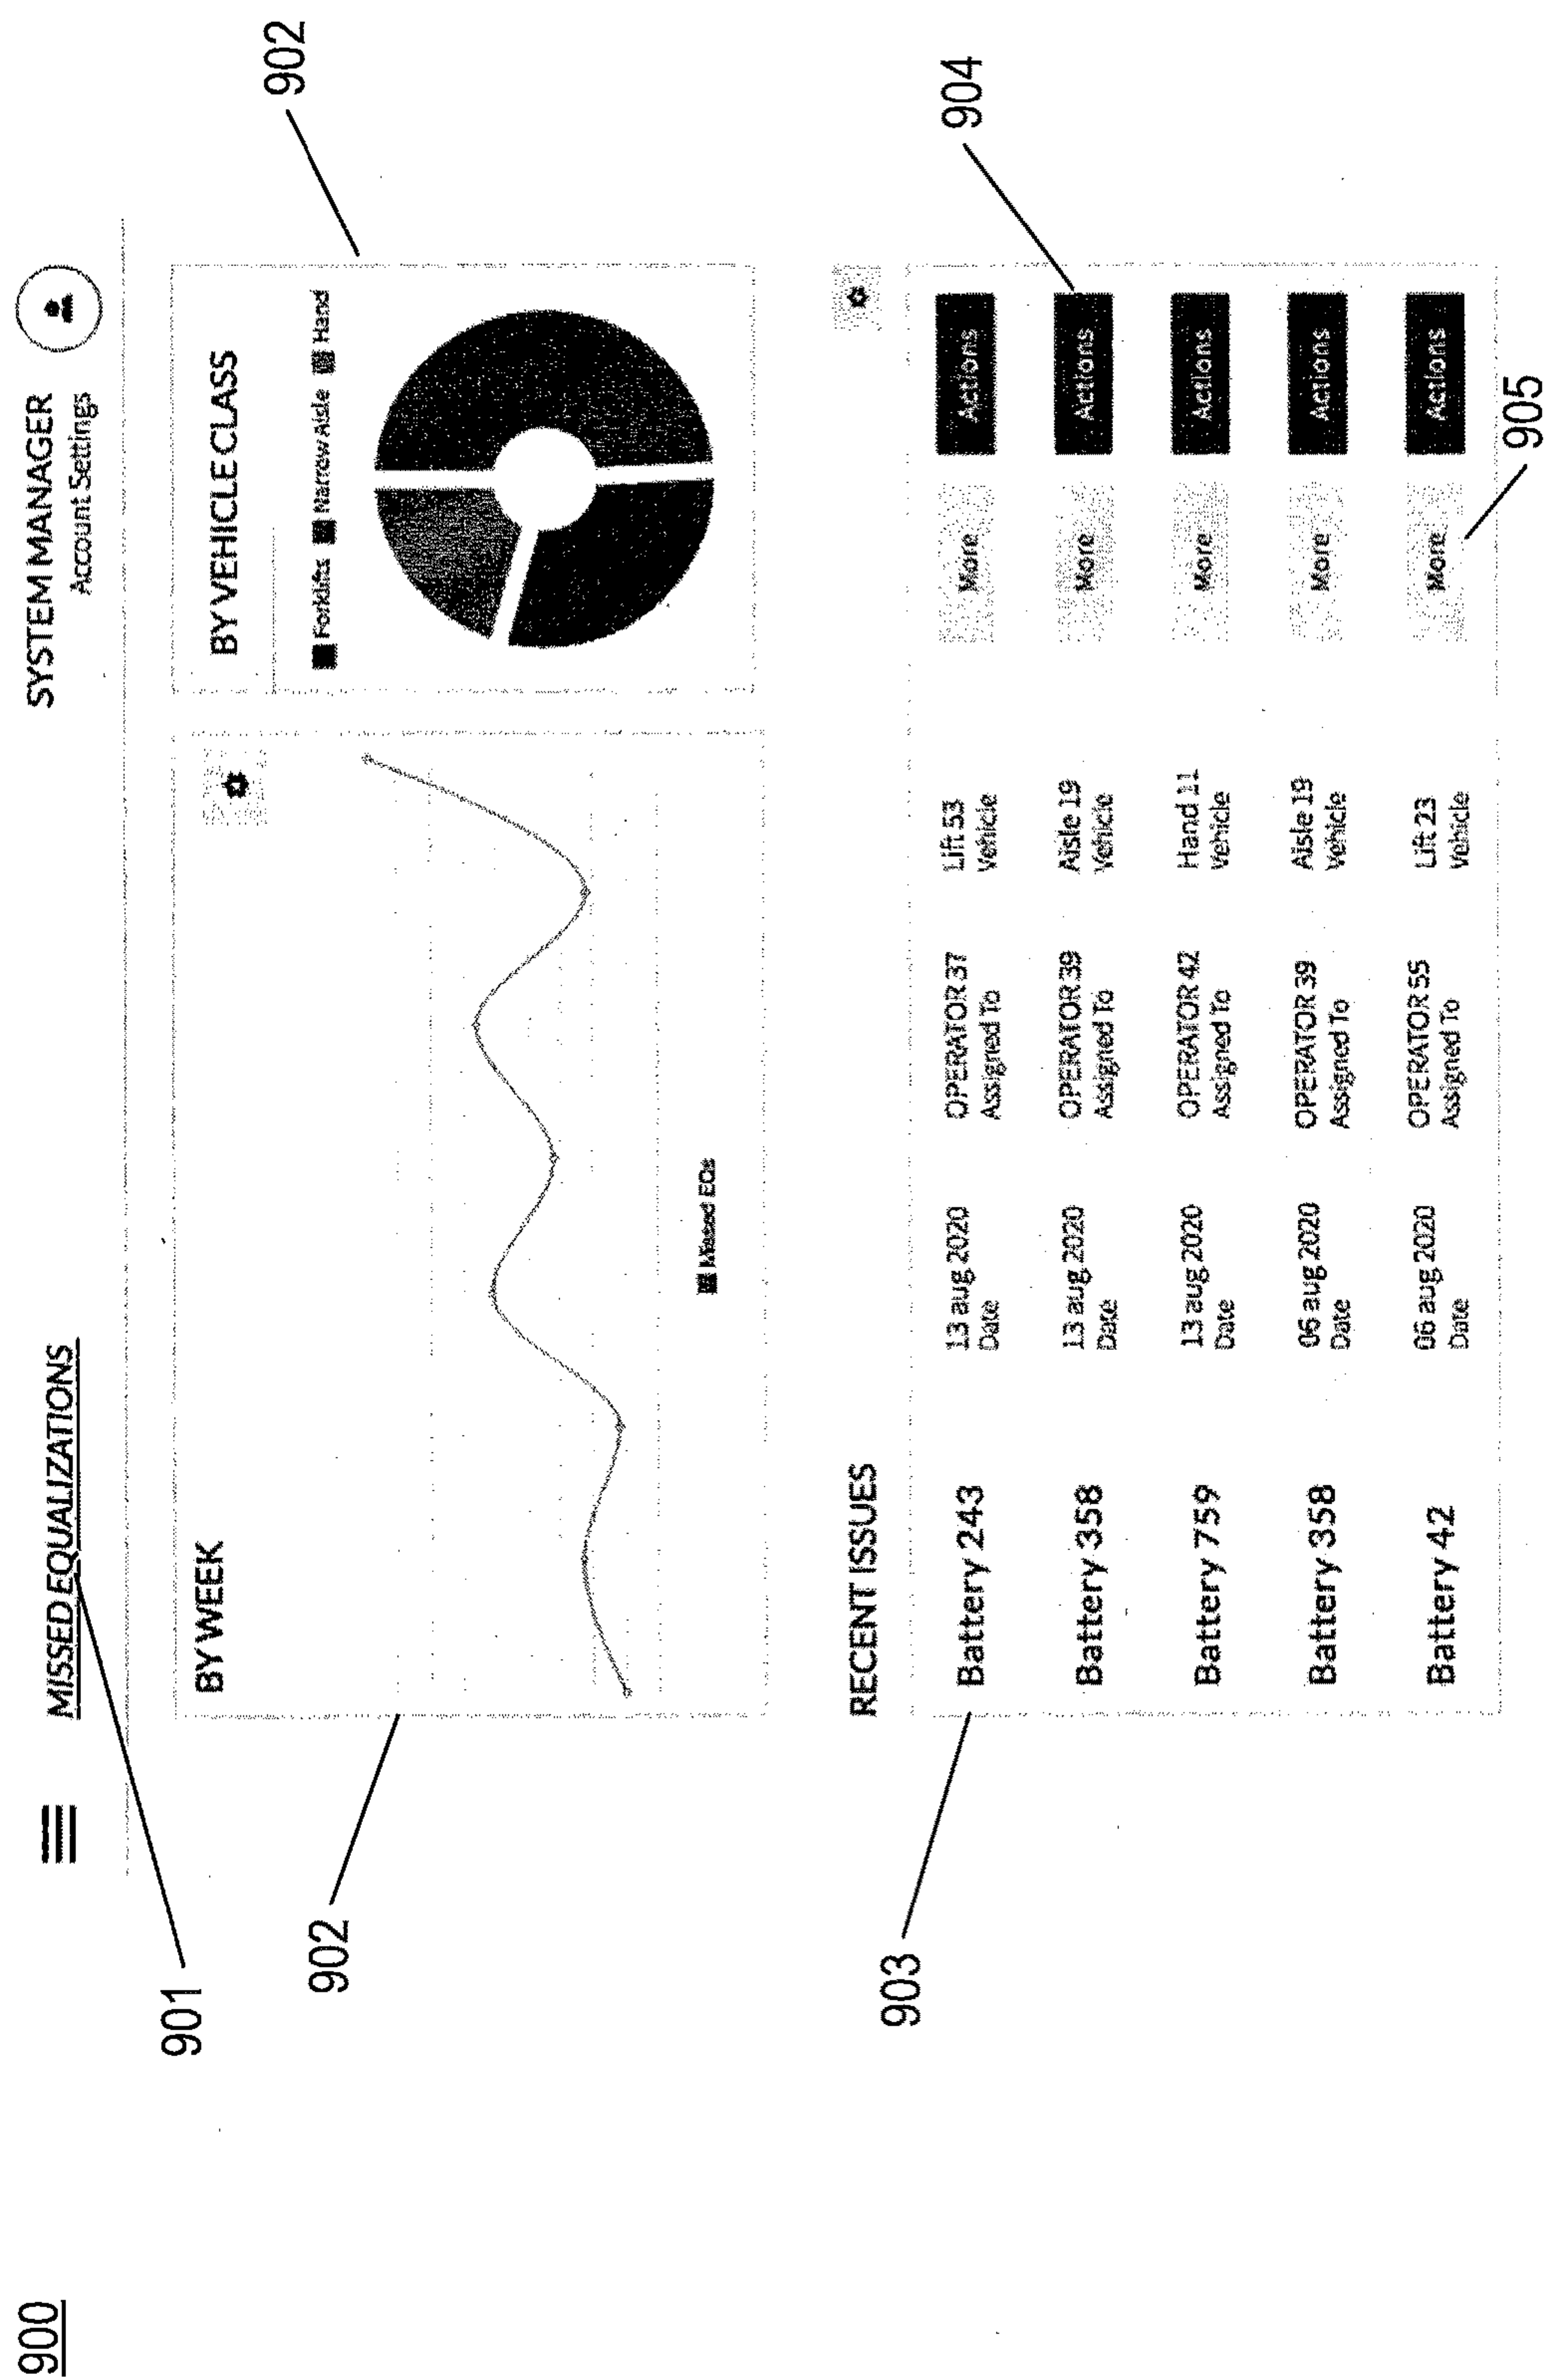 900
901
MISSED EQUALIZATIONS
SYSTEM MANAGER
Account Settings
902
902
BY WEEK
Missed EQs
BY VEHICLE CLASS
Forklifts Narrow Aisle Hand
903
RECENT ISSUES
904
Battery 243 13 aug 2020 OPERATOR 37 Lift 53 More Actions
Date Assigned To Vehicle
Battery 358 13 aug 2020 OPERATOR 39 Aisle 19 More Actions
Date Assigned To Vehicle
Battery 759 13 aug 2020 OPERATOR 42 Hand 11 More Actions
Date Assigned To Vehicle
Battery 358 06 aug 2020 OPERATOR 39 Aisle 19 More Actions
Date Assigned To Vehicle
Battery 42 06 aug 2020 OPERATOR 55 Lift 23 More Actions
Date Assigned To Vehicle
905